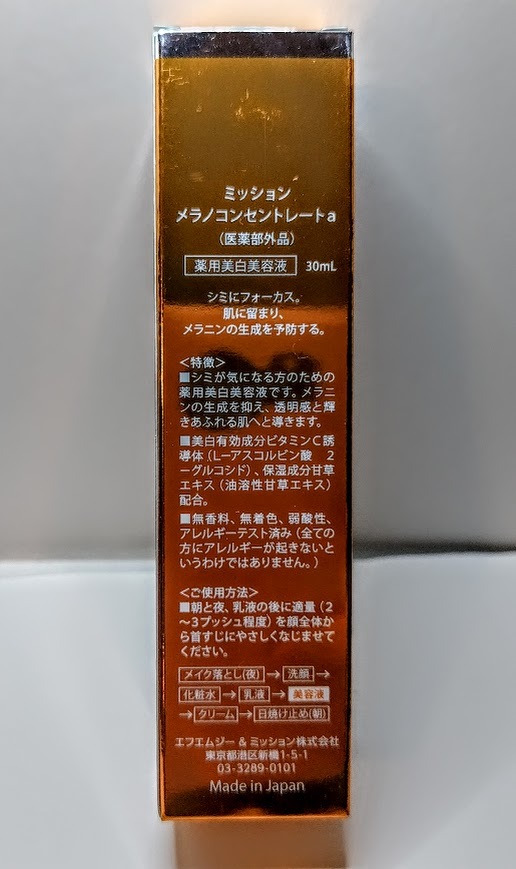 ミッション
メラノコンセントレートa
(医薬部外品)
薬用美白美容液 30mL
シミにフォーカス。
肌に留まり、
メラニンの生成を予防する。
<特徴>
■シミが気になる方のための
薬用美白美容液です。メラニ
ンの生成を抑え、透明感と輝
きあふれる肌へと導きます。
■美白有効成分ビタミンC誘
導体(L-アスコルビン酸 2
-グルコシド)、保湿成分甘草
エキス(油溶性甘草エキス)
配合。
■無香料、無着色、弱酸性、
アレルギーテスト済み(全ての
方にアレルギーが起きないと
いうわけではありません。)
<ご使用方法>
■朝と夜、乳液の後に適量(2
~3プッシュ程度)を顔全体か
ら首すじにやさしくなじませて
ください。
メイク落とし(夜)→洗顔→
化粧水→乳液→美容液
→クリーム→日焼け止め(朝)
エフエムジー&ミッション株式会社
東京都港区新橋1-5-1
03-3289-0101
Made in Japan